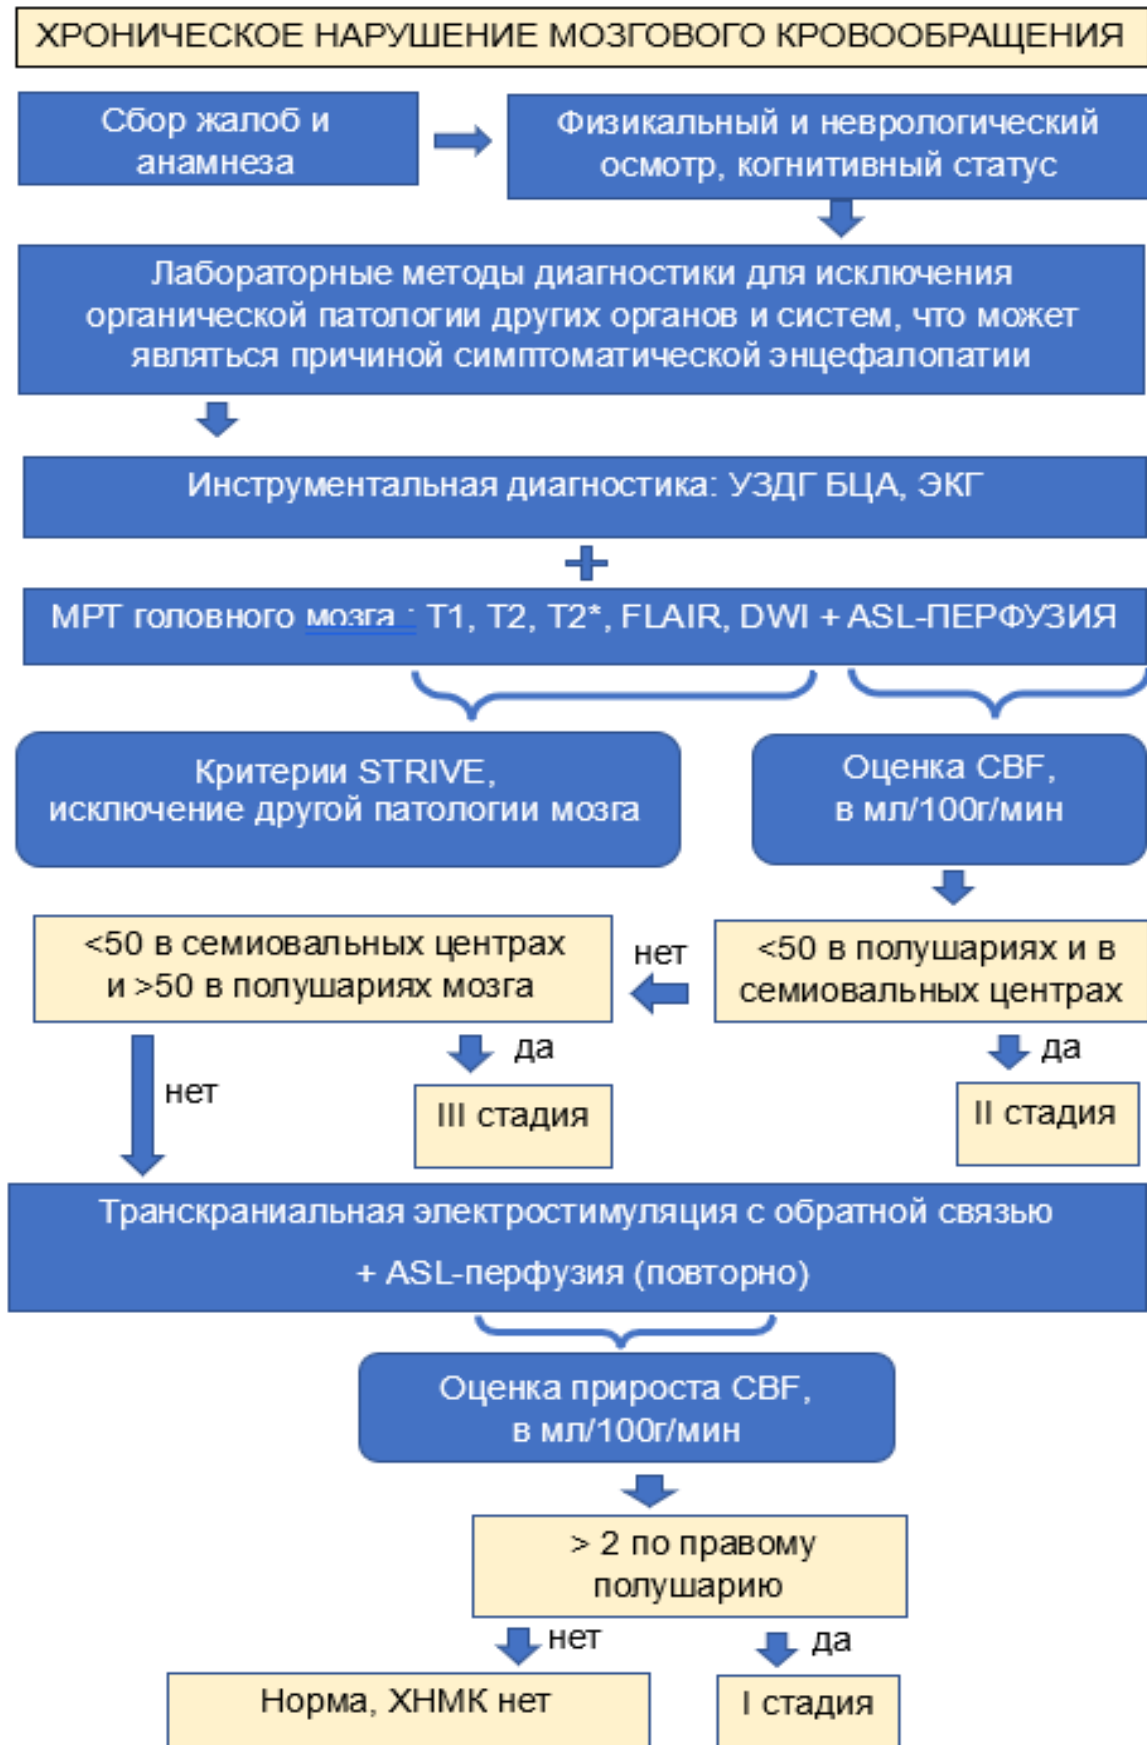 ХРОНИЧЕСКОЕ НАРУШЕНИЕ МОЗГОВОГО КРОВООБРАЩЕНИЯ
Сбор жалоб и
анамнеза
Физикальный и неврологический
осмотр, когнитивный статус
Лабораторные методы диагностики для исключения
органической патологии других органов и систем, что может
являться причиной симптоматической энцефалопатии
Инструментальная диагностика: УЗДГ БЦА, ЭКГ
МРТ головного мозга : T1, T2, T2*, FLAIR, DWI + ASL-ПЕРФУЗИЯ
Критерии STRIVE,
исключение другой патологии мозга
Оценка CBF,
в мл/100г/мин
<50 в полушариях и в
семиовальных центрах
нет
<50 в семиовальных центрах
и >50 в полушариях мозга
да
II стадия
да
III стадия
нет
Транскраниальная электростимуляция с обратной связью
+ ASL-перфузия (повторно)
Оценка прироста CBF,
в мл/100г/мин
> 2 по правому
полушарию
нет
да
Норма, ХНМК нет
I стадия